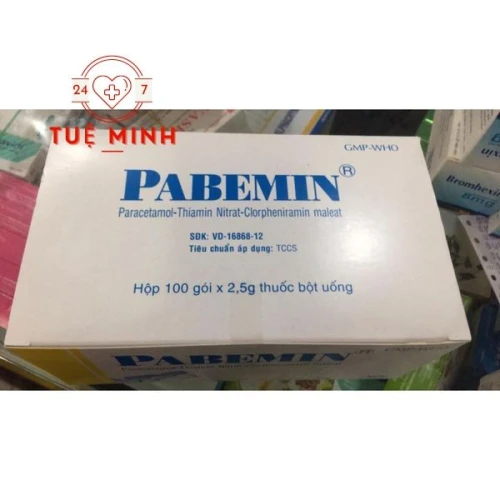 24 7
TUỆ MINH
GMP-WHO
PABEMIN®
Paracetamol-Thiamin Nitrat-Clorpheniramin maleat
SĐK: VD-16868-12
Tiêu chuẩn áp dụng: TCCS
Hộp 100 gói x 2,5g thuốc bột uống
PABEMIN
Bromhexin
8mg